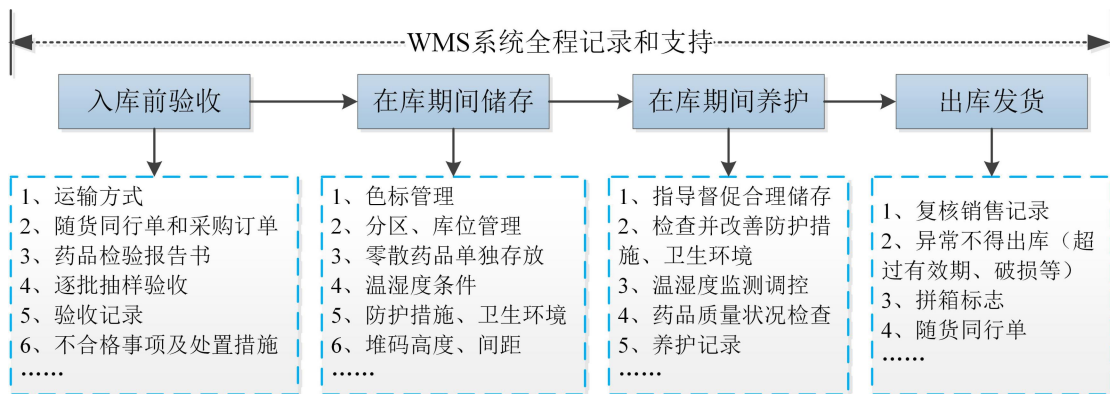 WMS系统全程记录和支持
入库前验收
在库期间储存
在库期间养护
出库发货
1、运输方式
2、随货同行单和采购订单
3、药品检验报告书
4、逐批抽样验收
5、验收记录
6、不合格事项及处置措施
……
1、色标管理
2、分区、库位管理
3、零散药品单独存放
4、温湿度条件
5、防护措施、卫生环境
6、堆码高度、间距
……
1、指导督促合理储存
2、检查并改善防护措
施、卫生环境
3、温湿度监测调控
4、药品质量状况检查
5、养护记录
……
1、复核销售记录
2、异常不得出库（超
过有效期、破损等）
3、拼箱标志
4、随货同行单
……